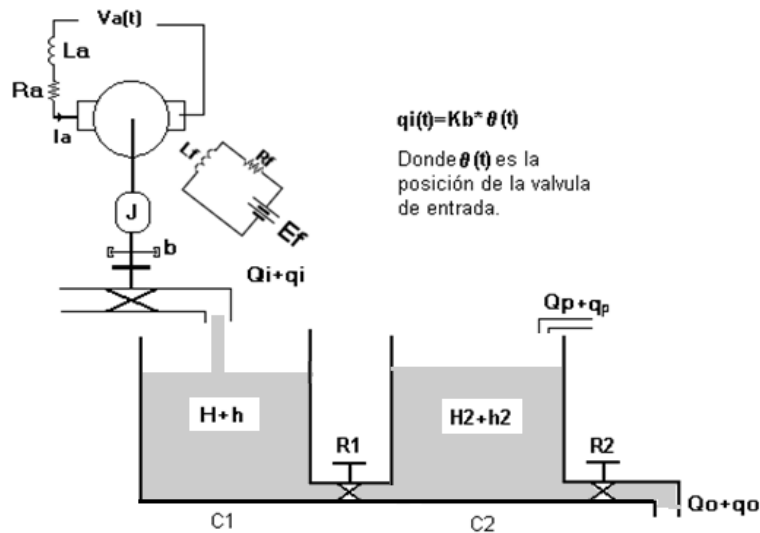 Va(t)
La
Ra
Ia
Lf
Rf
Ef
J
b
qi(t)=Kb*θ(t)
Donde θ(t) es la
posición de la valvula
de entrada.
Qi+qi
Qp+qp
H+h
H2+h2
R1
R2
Qo+qo
C1
C2